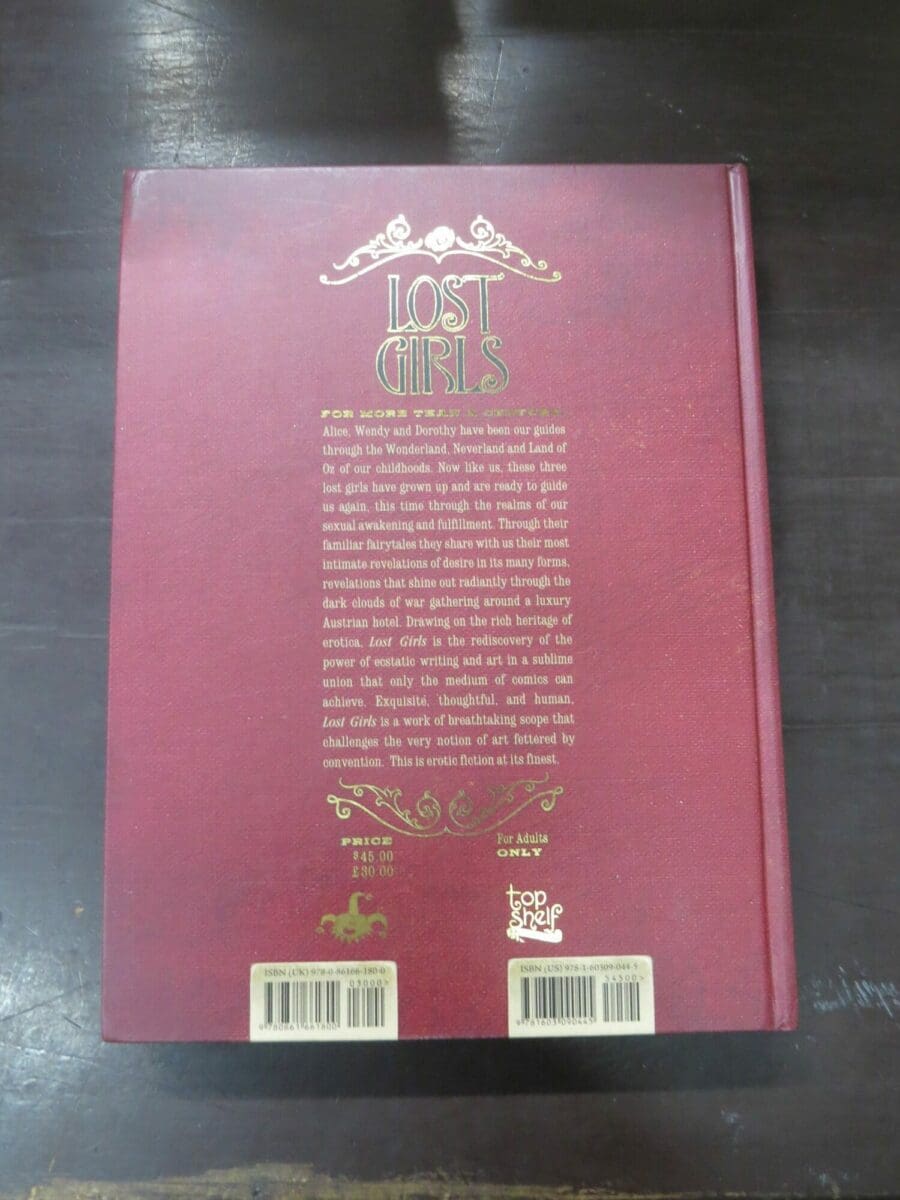 LOST
GIRLS
FOR MORE THAN A CENTURY,
Alice, Wendy and Dorothy have been our guides
through the Wonderland, Neverland and Land of
Oz of our childhoods. Now like us, these three
lost girls have grown up and are ready to guide
us again, this time through the realms of our
sexual awakening and fulfillment. Through their
familiar fairytales they share with us their most
intimate revelations of desire in its many forms,
revelations that shine out radiantly through the
dark clouds of war gathering around a luxury
Austrian hotel. Drawing on the rich heritage of
erotica, Lost Girls is the rediscovery of the
power of ecstatic writing and art in a sublime
union that only the medium of comics can
achieve. Exquisite, thoughtful, and human,
Lost Girls is a work of breathtaking scope that
challenges the very notion of art fettered by
convention. This is erotic fiction at its finest.
PRICE
$45.00
£30.00
For Adults
ONLY
top
shelf
ISBN (UK) 978-0-86166-180-0
03000>
9 780861 661800
ISBN (US) 978-1-60309-044-5
54500>
9 781603 090445